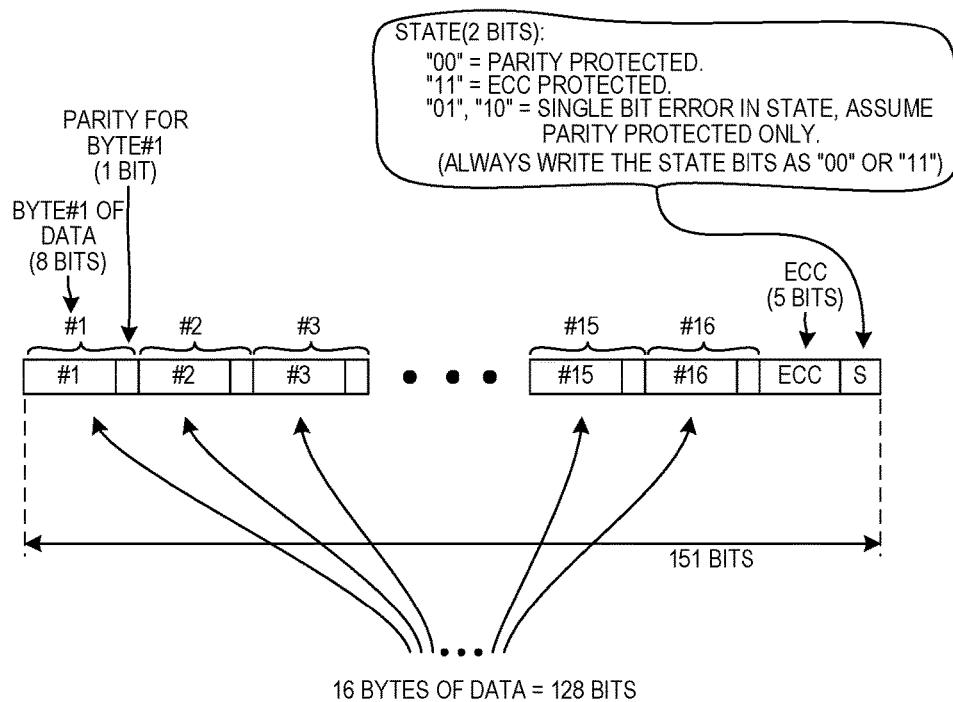 STATE(2 BITS):
"00" = PARITY PROTECTED.
"11" = ECC PROTECTED.
"01", "10" = SINGLE BIT ERROR IN STATE, ASSUME
PARITY PROTECTED ONLY.
(ALWAYS WRITE THE STATE BITS AS "00" OR "11")
PARITY FOR
BYTE#1
(1 BIT)
BYTE#1 OF
DATA
(8 BITS)
ECC
(5 BITS)
#1 #2 #3 #15 #16
#1 #2 #3 #15 #16 ECC S
151 BITS
16 BYTES OF DATA = 128 BITS